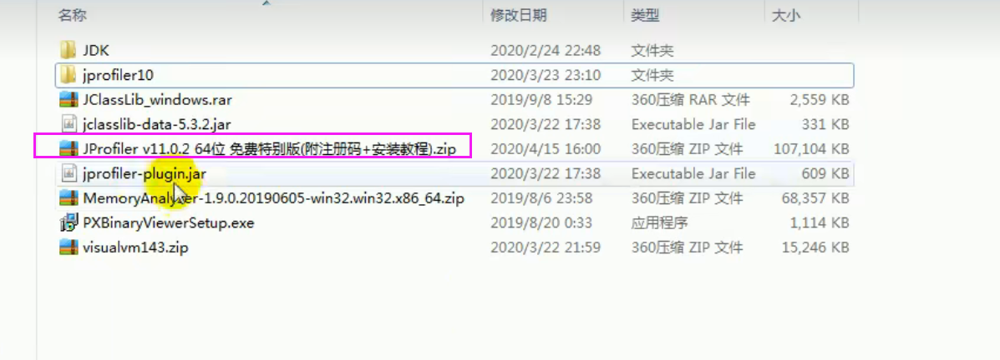 名称 修改日期 类型 大小
JDK 2020/2/24 22:48 文件夹
jprofiler10 2020/3/23 23:10 文件夹
JClassLib_windows.rar 2019/9/8 15:29 360压缩 RAR 文件 2,559 KB
jclasslib-data-5.3.2.jar 2020/3/22 17:38 Executable Jar File 331 KB
JProfiler v11.0.2 64位 免费特别版(附注册码+安装教程).zip 2020/4/15 16:00 360压缩 ZIP 文件 107,104 KB
jprofiler-plugin.jar 2020/3/22 17:38 Executable Jar File 609 KB
MemoryAnalyzer-1.9.0.20190605-win32.win32.x86_64.zip 2019/8/6 23:58 360压缩 ZIP 文件 68,357 KB
PXBinaryViewerSetup.exe 2019/8/20 0:33 应用程序 1,114 KB
visualvm143.zip 2020/3/22 21:59 360压缩 ZIP 文件 15,246 KB